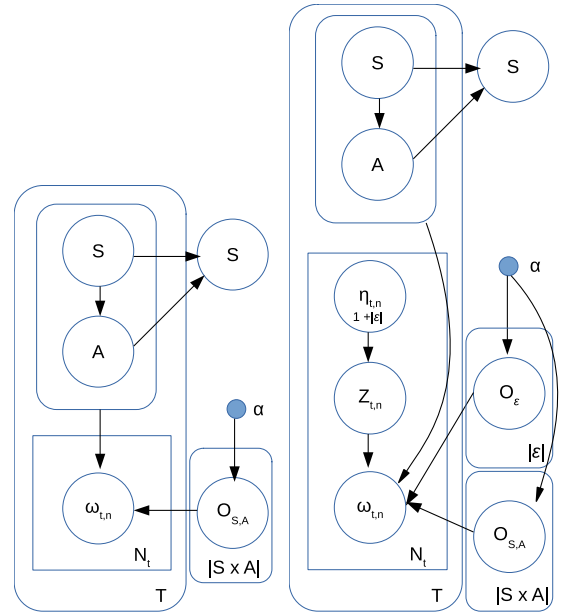 S
S
A
α
ω t,n
O S,A
N t
|S x A|
T
S
S
A
η t,n
1 +|ε|
α
Z t,n
O ε
|ε|
ω t,n
O S,A
N t
T
|S x A|